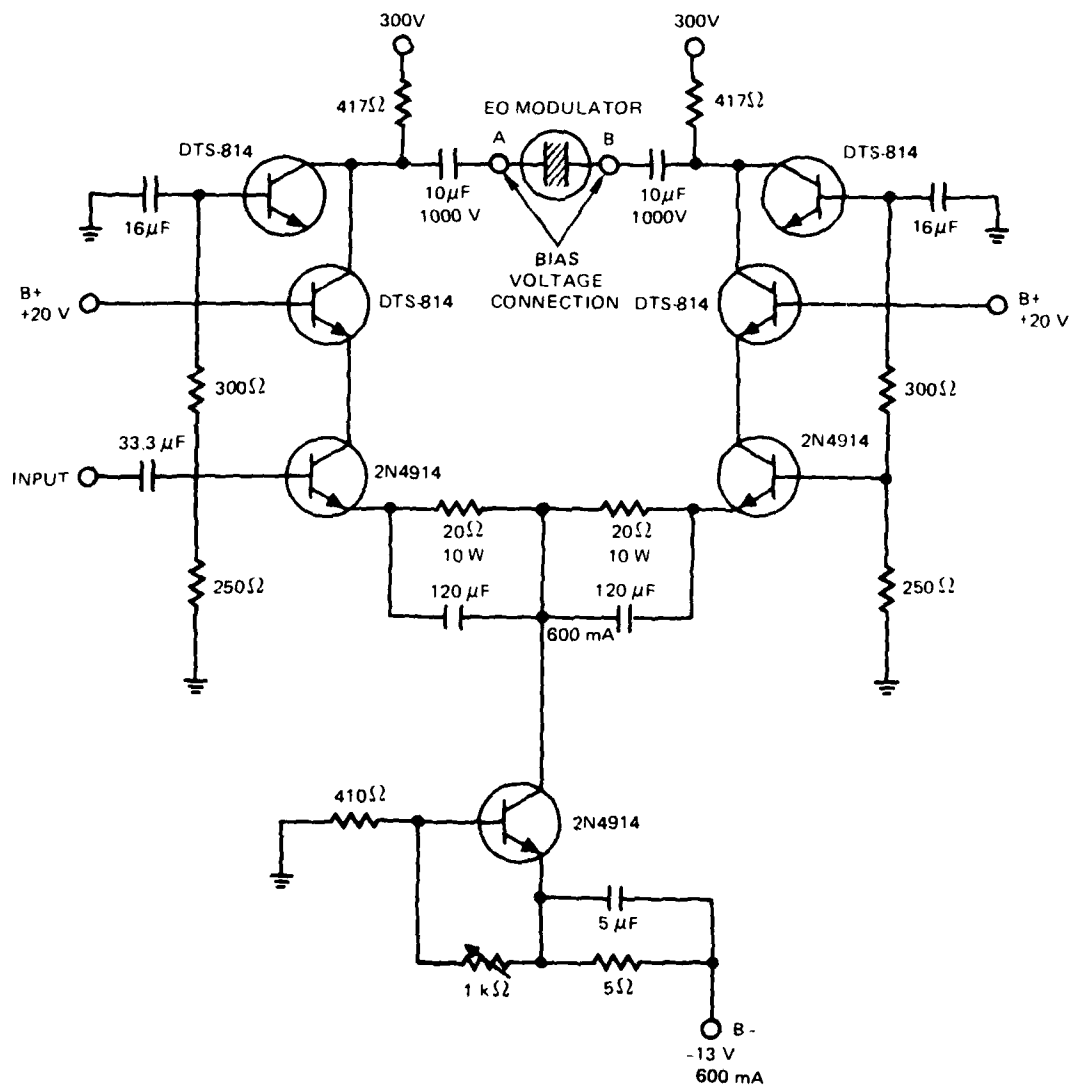 300V
300V
417Ω
417Ω
EO MODULATOR
A
B
DTS-814
DTS-814
10μF
1000 V
10μF
1000V
16μF
16μF
BIAS
VOLTAGE
CONNECTION
B+
+20 V
DTS-814
DTS-814
B+
+20 V
300Ω
300Ω
33.3 μF
2N4914
2N4914
INPUT
20Ω
10 W
20Ω
10 W
250Ω
250Ω
120 μF
120 μF
600 mA
410Ω
2N4914
5 μF
1 kΩ
5Ω
B-
-13 V
600 mA